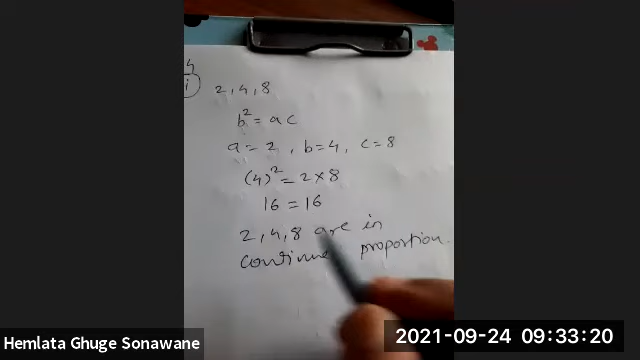 4
i
2, 4, 8
b² = ac
a = 2, b = 4, c = 8
(4)² = 2 × 8
16 = 16
2, 4, 8 are in
proportion.
Hemlata Ghuge Sonawane
2021-09-24 09:33:20